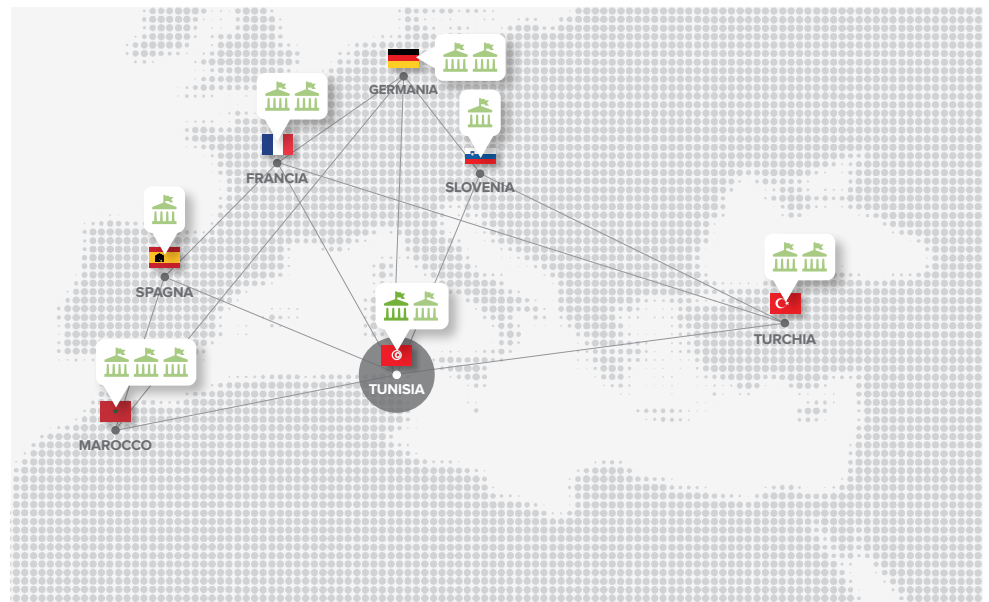 GERMANIA
FRANCIA
SLOVENIA
SPAGNA
TURCHIA
TUNISIA
MAROCCO